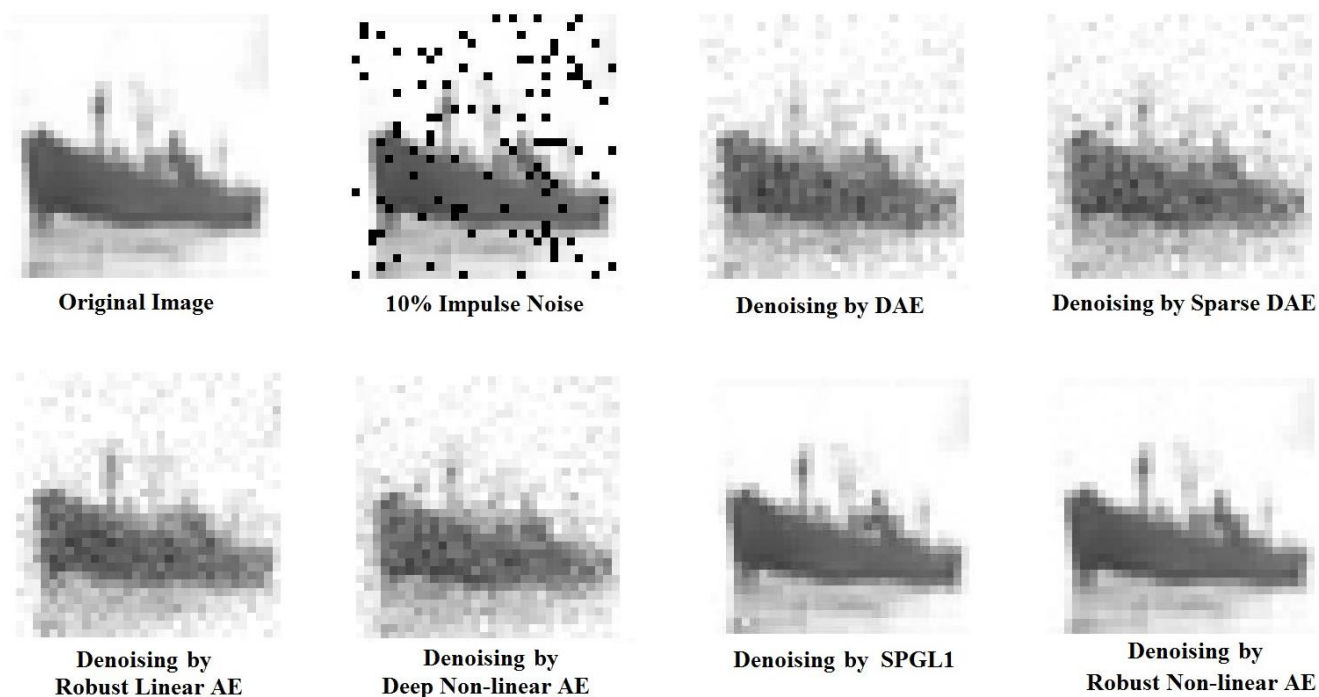 Original Image
10% Impulse Noise
Denoising by DAE
Denoising by Sparse DAE
Denoising by
Robust Linear AE
Denoising by
Deep Non-linear AE
Denoising by SPGL1
Denoising by
Robust Non-linear AE